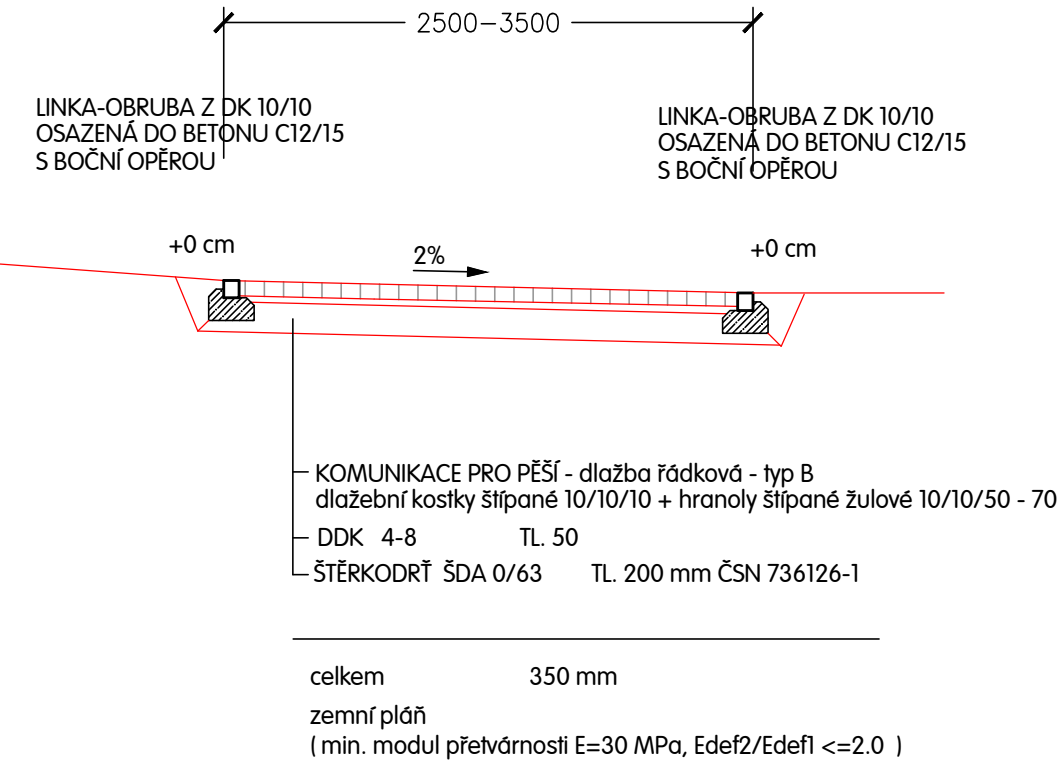 2500-3500
LINKA-OBRUBA Z DK 10/10
OSAZENÁ DO BETONU C12/15
S BOČNÍ OPĚROU
LINKA-OBRUBA Z DK 10/10
OSAZENÁ DO BETONU C12/15
S BOČNÍ OPĚROU
+0 cm
2%
+0 cm
KOMUNIKACE PRO PĚŠÍ - dlažba řádková - typ B
dlažební kostky štípané 10/10/10 + hranoly štípané žulové 10/10/50 - 70
DDK 4-8 TL. 50
ŠTĚRKODRŤ ŠDA 0/63 TL. 200 mm ČSN 736126-1
celkem 350 mm
zemní pláň
( min. modul přetvárnosti E=30 MPa, Edef2/Edef1 <=2.0 )